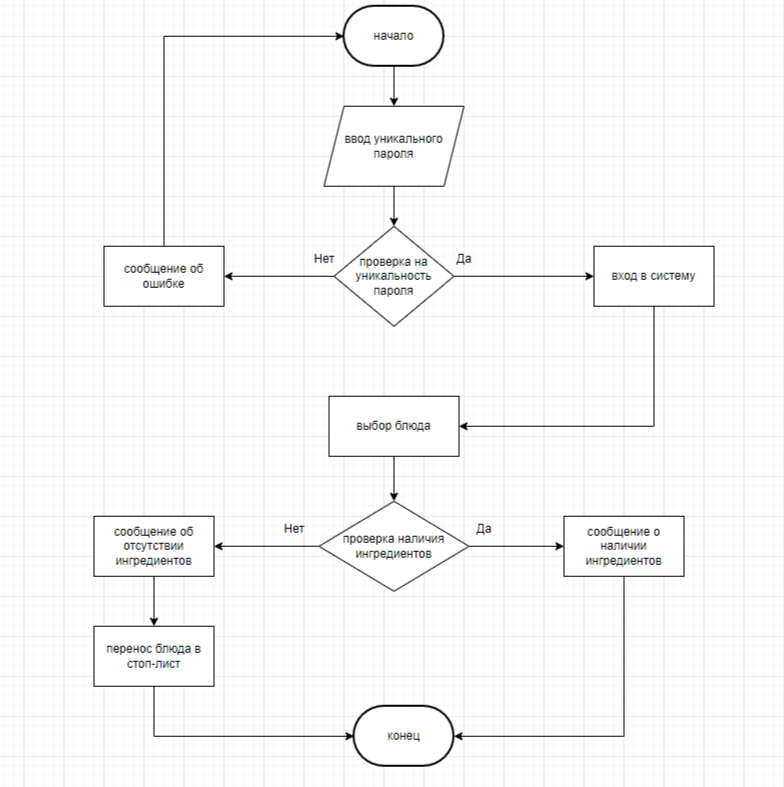 начало
ввод уникального
пароля
Нет
проверка на
уникальность
пароля
Да
сообщение об
ошибке
вход в систему
выбор блюда
Нет
проверка наличия
ингредиентов
Да
сообщение об
отсутствии
ингредиентов
сообщение о
наличии
ингредиентов
перенос блюда в
стоп-лист
конец